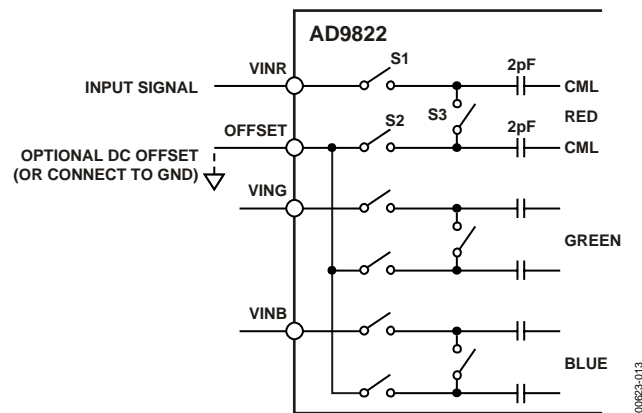 AD9822
VINR
S1
2pF
INPUT SIGNAL
CML
S3
RED
OFFSET
S2
2pF
CML
OPTIONAL DC OFFSET
(OR CONNECT TO GND)
VING
GREEN
VINB
BLUE
00623-013